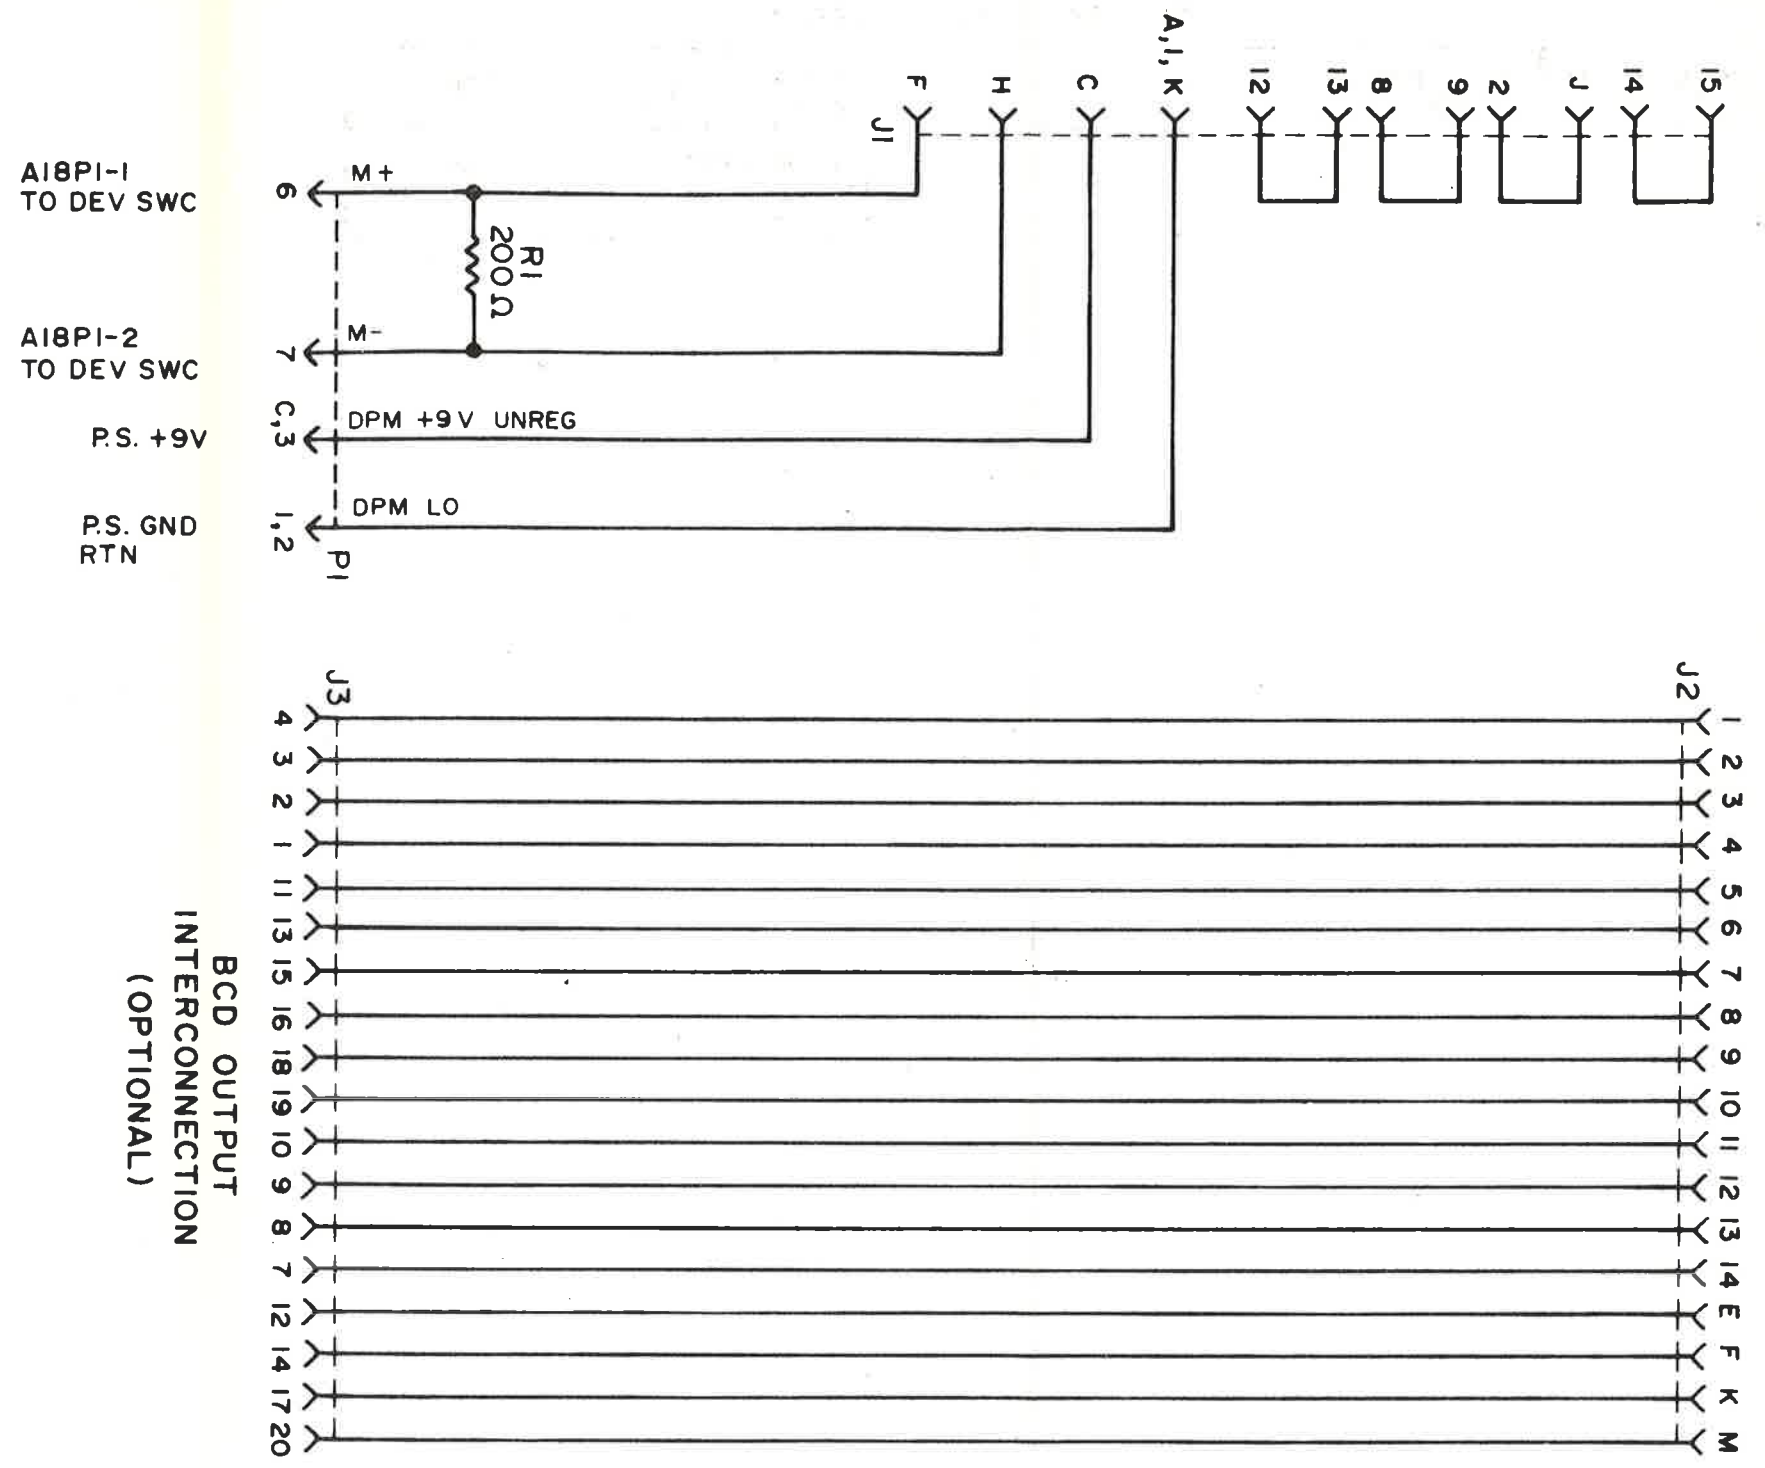 F
H
C
A, 1, K
12
13
8
9
2
J
14
15
J1
A18P1-1
TO DEV SWC
6
M+
R1
200Ω
A18P1-2
TO DEV SWC
7
M-
P.S. +9V
C,3
DPM +9V UNREG
P.S. GND
RTN
1,2
DPM LO
P1
J3
J2
4
1
3
2
2
3
1
4
11
5
13
6
15
7
16
8
18
9
19
10
10
11
9
12
8
13
7
14
12
E
14
F
17
K
20
M
BCD OUTPUT
INTERCONNECTION
(OPTIONAL)